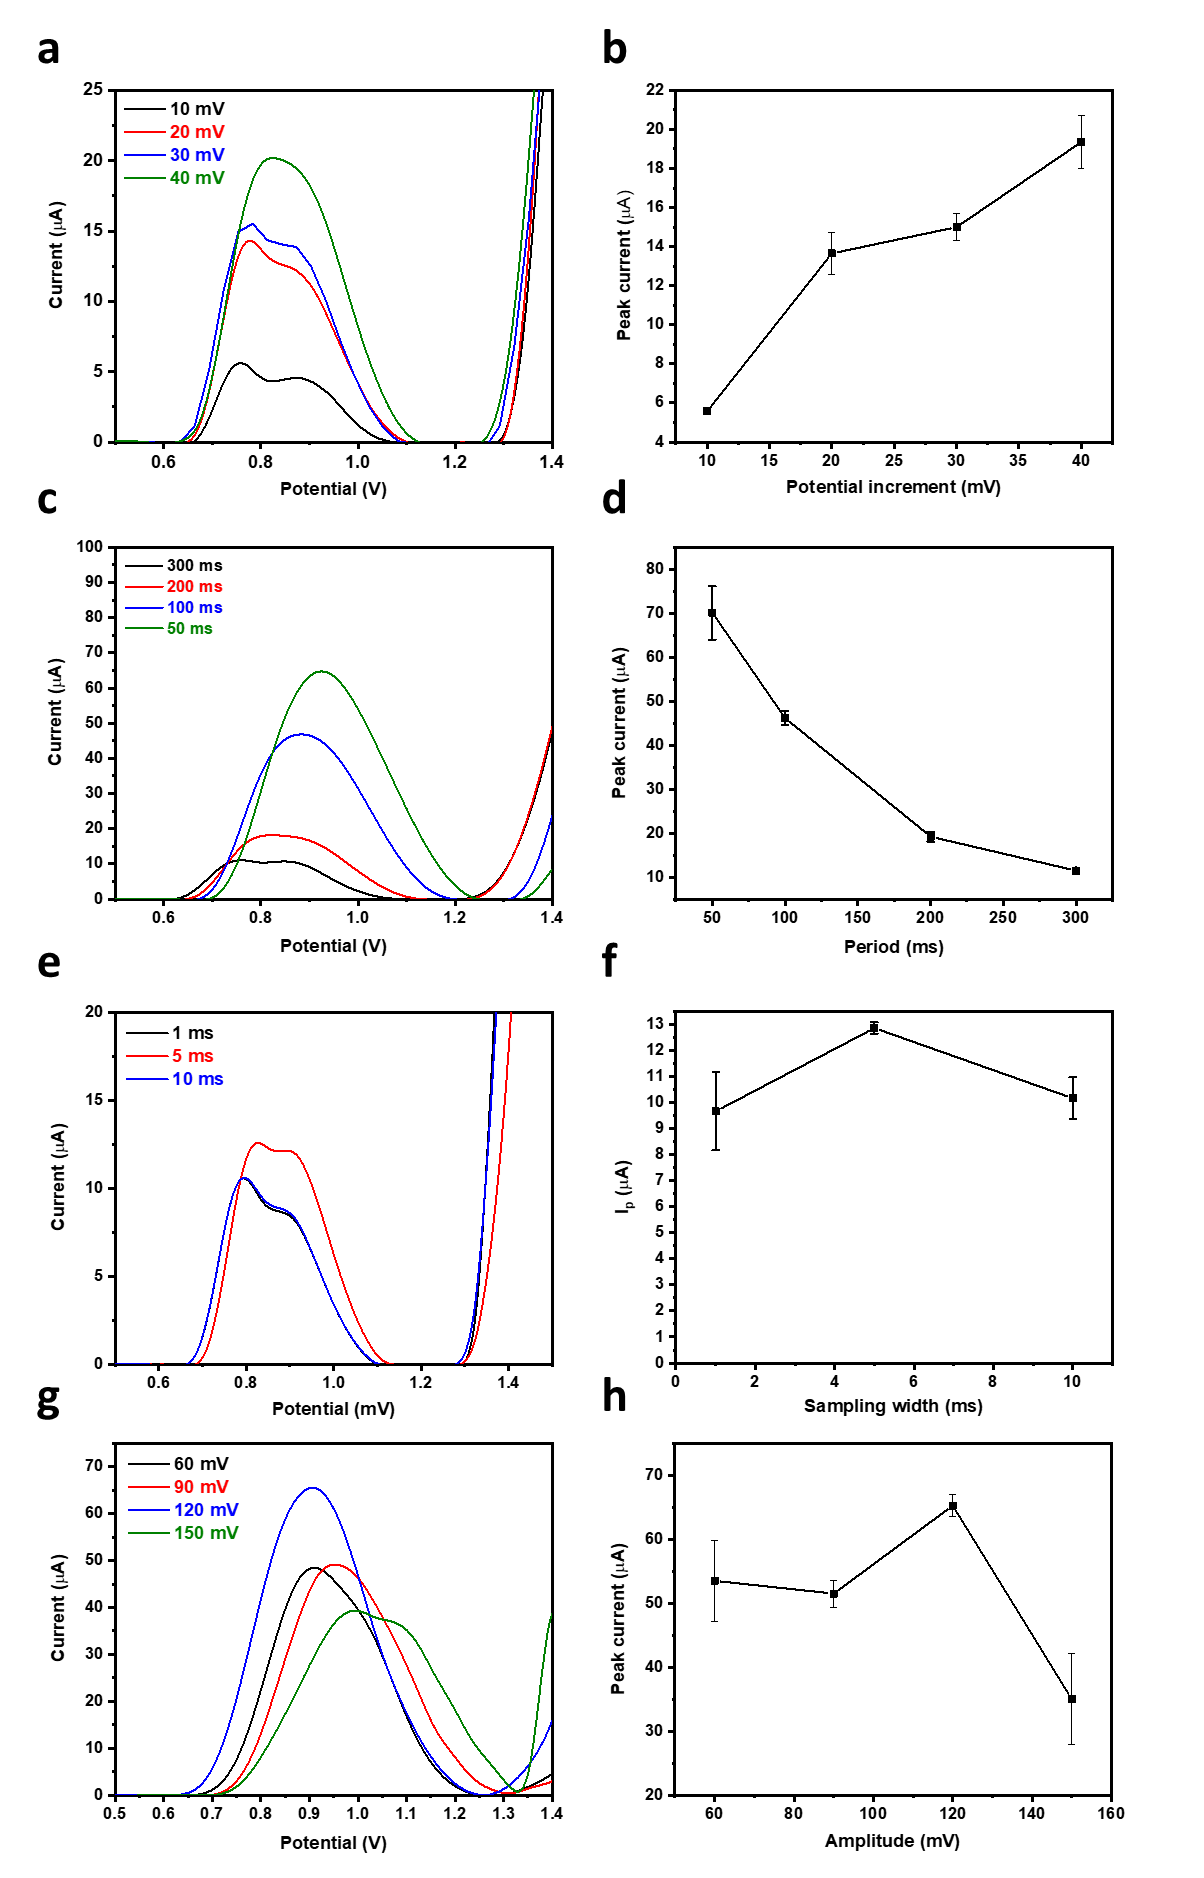 a
25
20
15
10
5
0
10 mV
20 mV
30 mV
40 mV
Current (μA)
0.6 0.8 1.0 1.2 1.4
Potential (V)
b
22
20
18
16
14
12
10
8
6
4
Peak current (μA)
10 15 20 25 30 35 40
Potential increment (mV)
c
100
90
80
70
60
50
40
30
20
10
0
300 ms
200 ms
100 ms
50 ms
Current (μA)
0.6 0.8 1.0 1.2 1.4
Potential (V)
d
80
70
60
50
40
30
20
10
Peak current (μA)
50 100 150 200 250 300
Period (ms)
e
20
15
10
5
0
1 ms
5 ms
10 ms
Current (μA)
0.6 0.8 1.0 1.2 1.4
Potential (mV)
f
13
12
11
10
9
8
7
6
5
4
3
2
1
0
Ip (μA)
0 2 4 6 8 10
Sampling width (ms)
g
70
60
50
40
30
20
10
0
60 mV
90 mV
120 mV
150 mV
Current (μA)
0.5 0.6 0.7 0.8 0.9 1.0 1.1 1.2 1.3 1.4
Potential (V)
h
70
60
50
40
30
20
Peak current (μA)
60 80 100 120 140 160
Amplitude (mV)